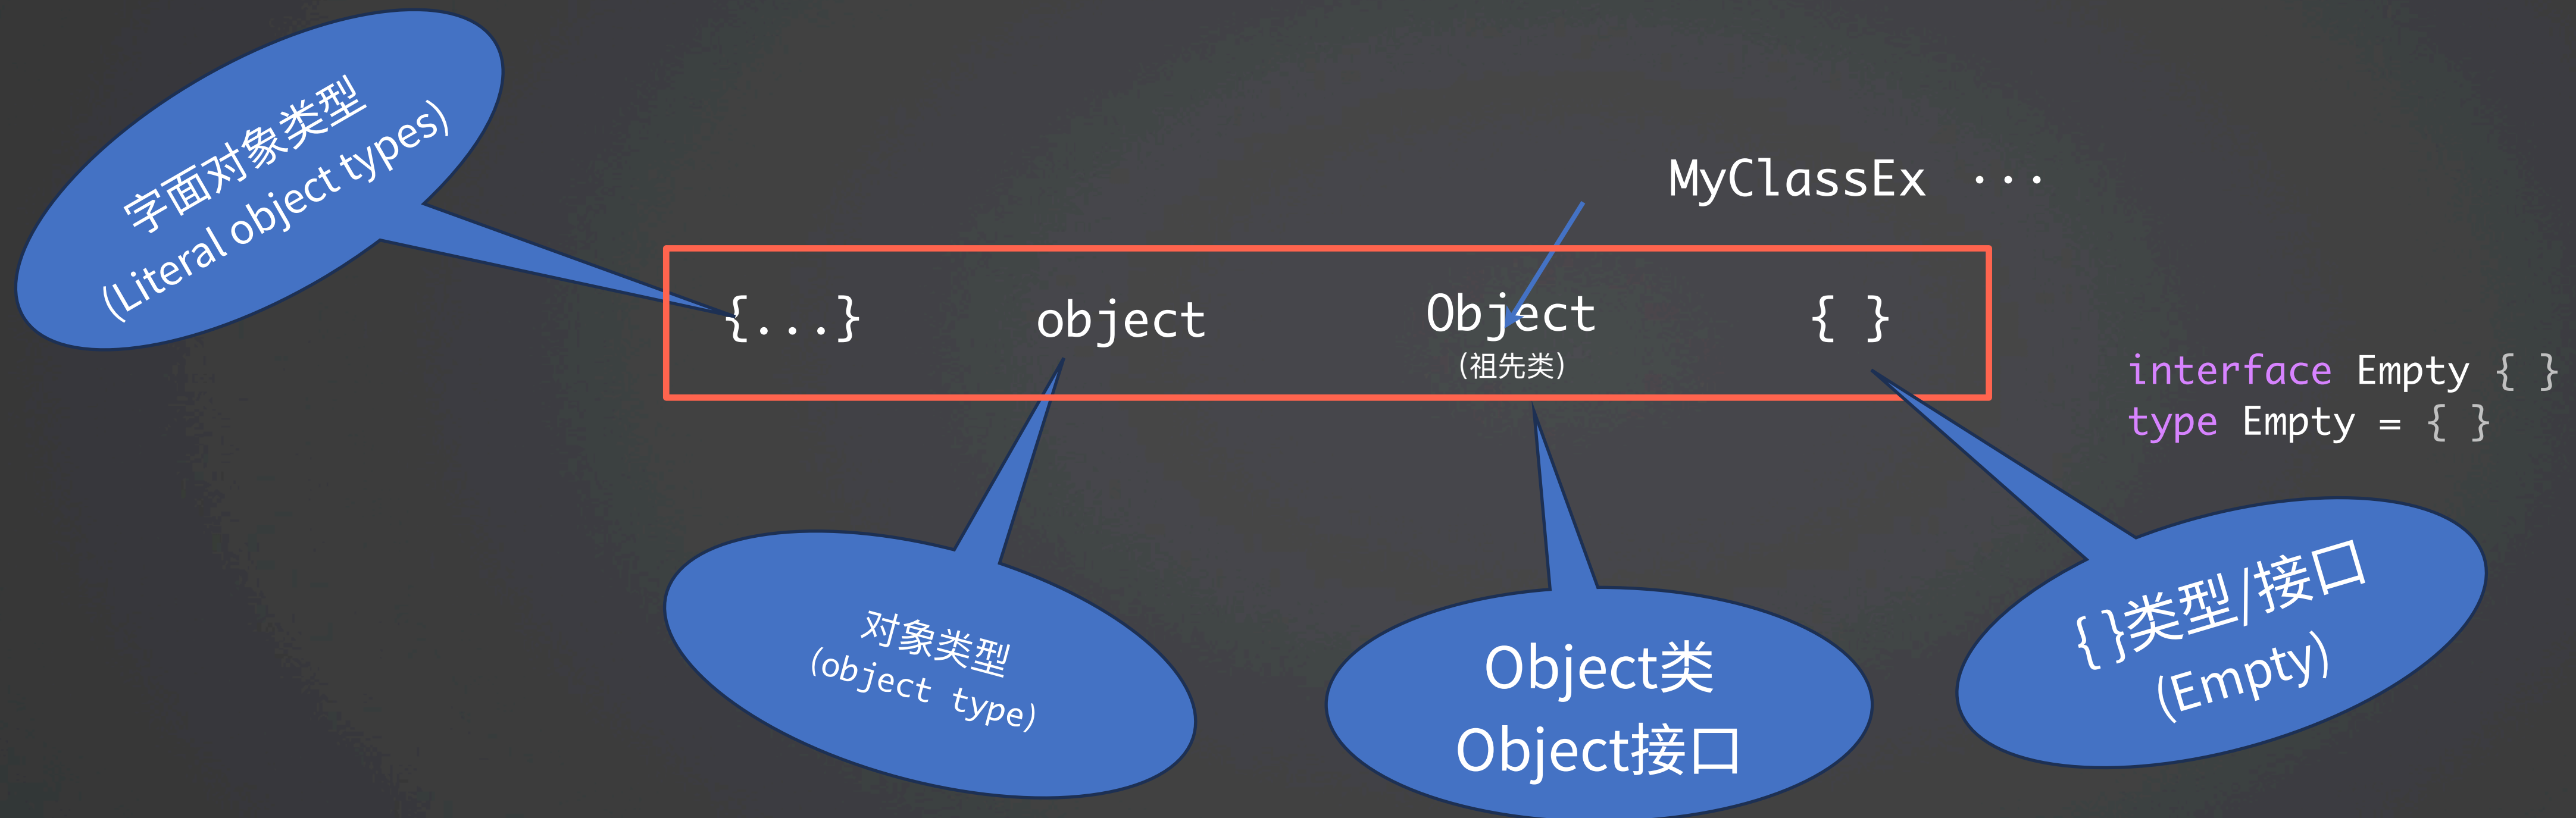 字面对象类型
(Literal object types)
MyClassEx ···
{...}
object
Object
(祖先类)
{ }
interface Empty { }
type Empty = { }
对象类型
(object type)
Object类
Object接口
{ }类型/接口
(Empty)